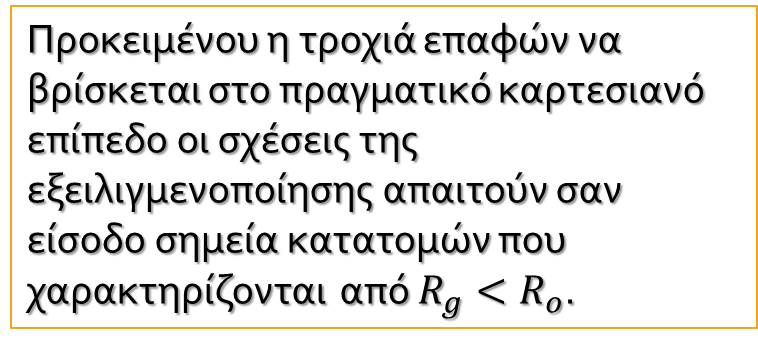 Προκειμένου η τροχιά επαφών να
βρίσκεται στο πραγματικό καρτεσιανό
επίπεδο οι σχέσεις της
εξειλιγμενοποίησης απαιτούν σαν
είσοδο σημεία κατατομών που
χαρακτηρίζονται από $R_g < R_o$.